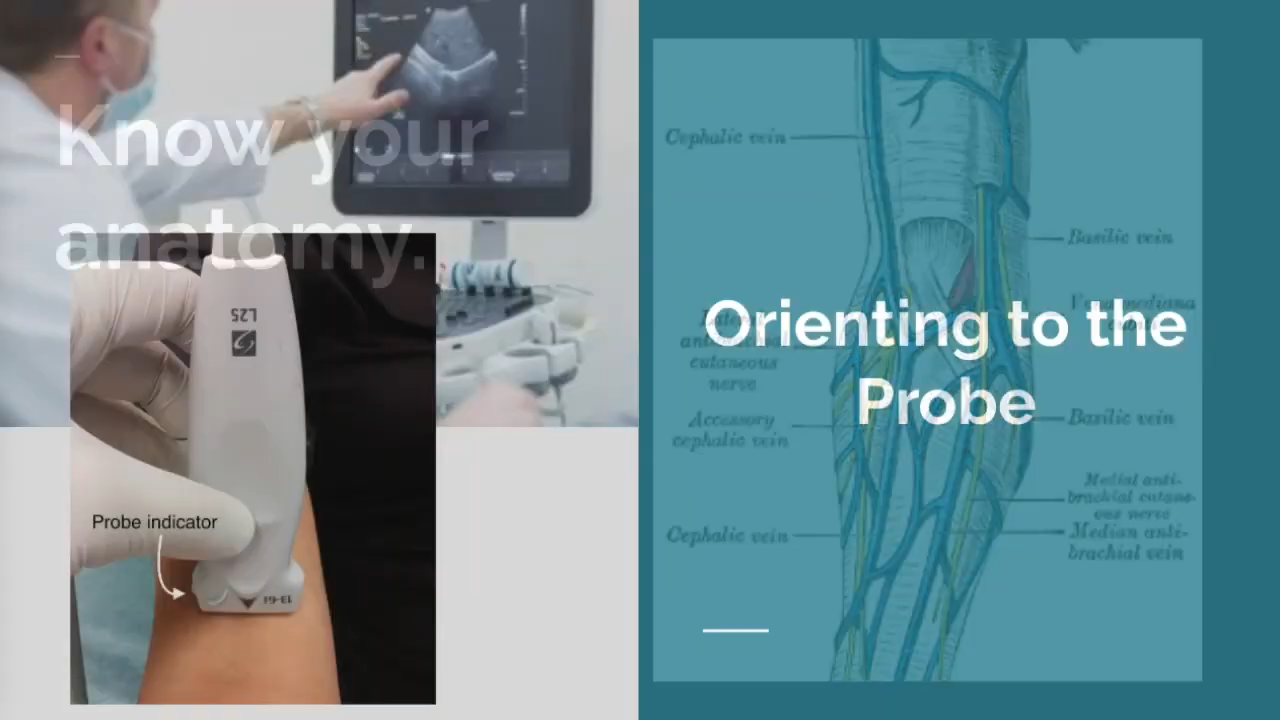 Know your
anatomy.
L25
Probe indicator
13-6i
Orienting to the
Probe
Cephalic vein
Basilic vein
cutaneous
nerve
Accessory
cephalic vein
Basilic vein
Medial anti-
brachial cutane-
ous nerve
Cephalic vein
Median anti-
brachial vein